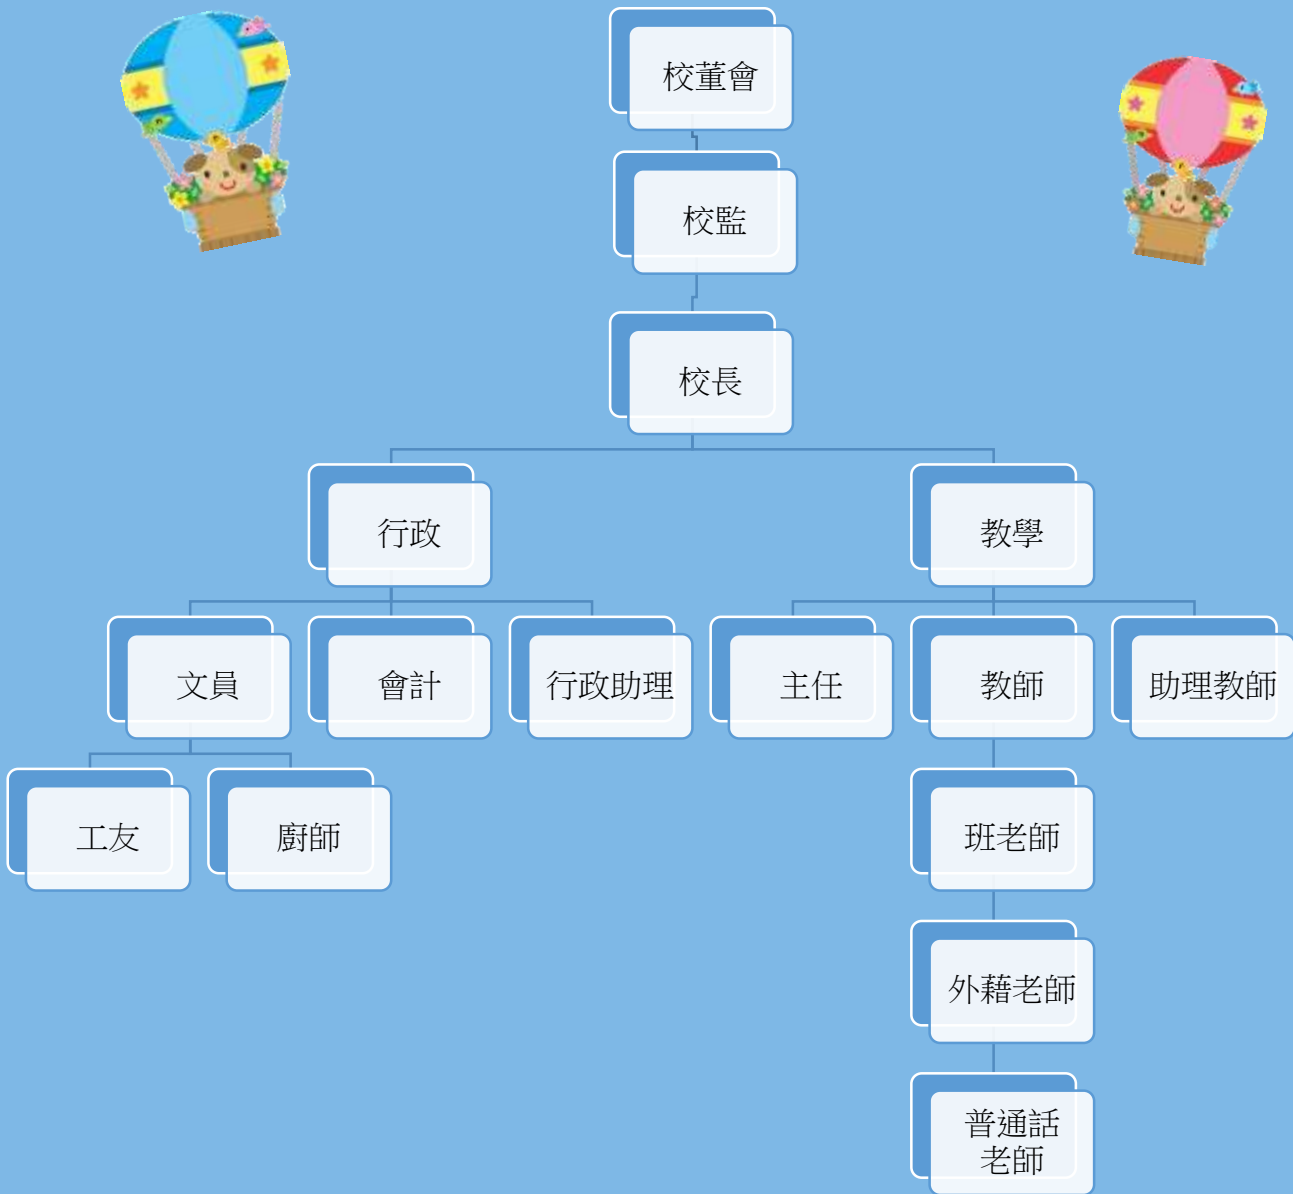 校董會
校監
校長
行政
教學
文員
會計
行政助理
主任
教師
助理教師
工友
廚師
班老師
外藉老師
普通話
老師